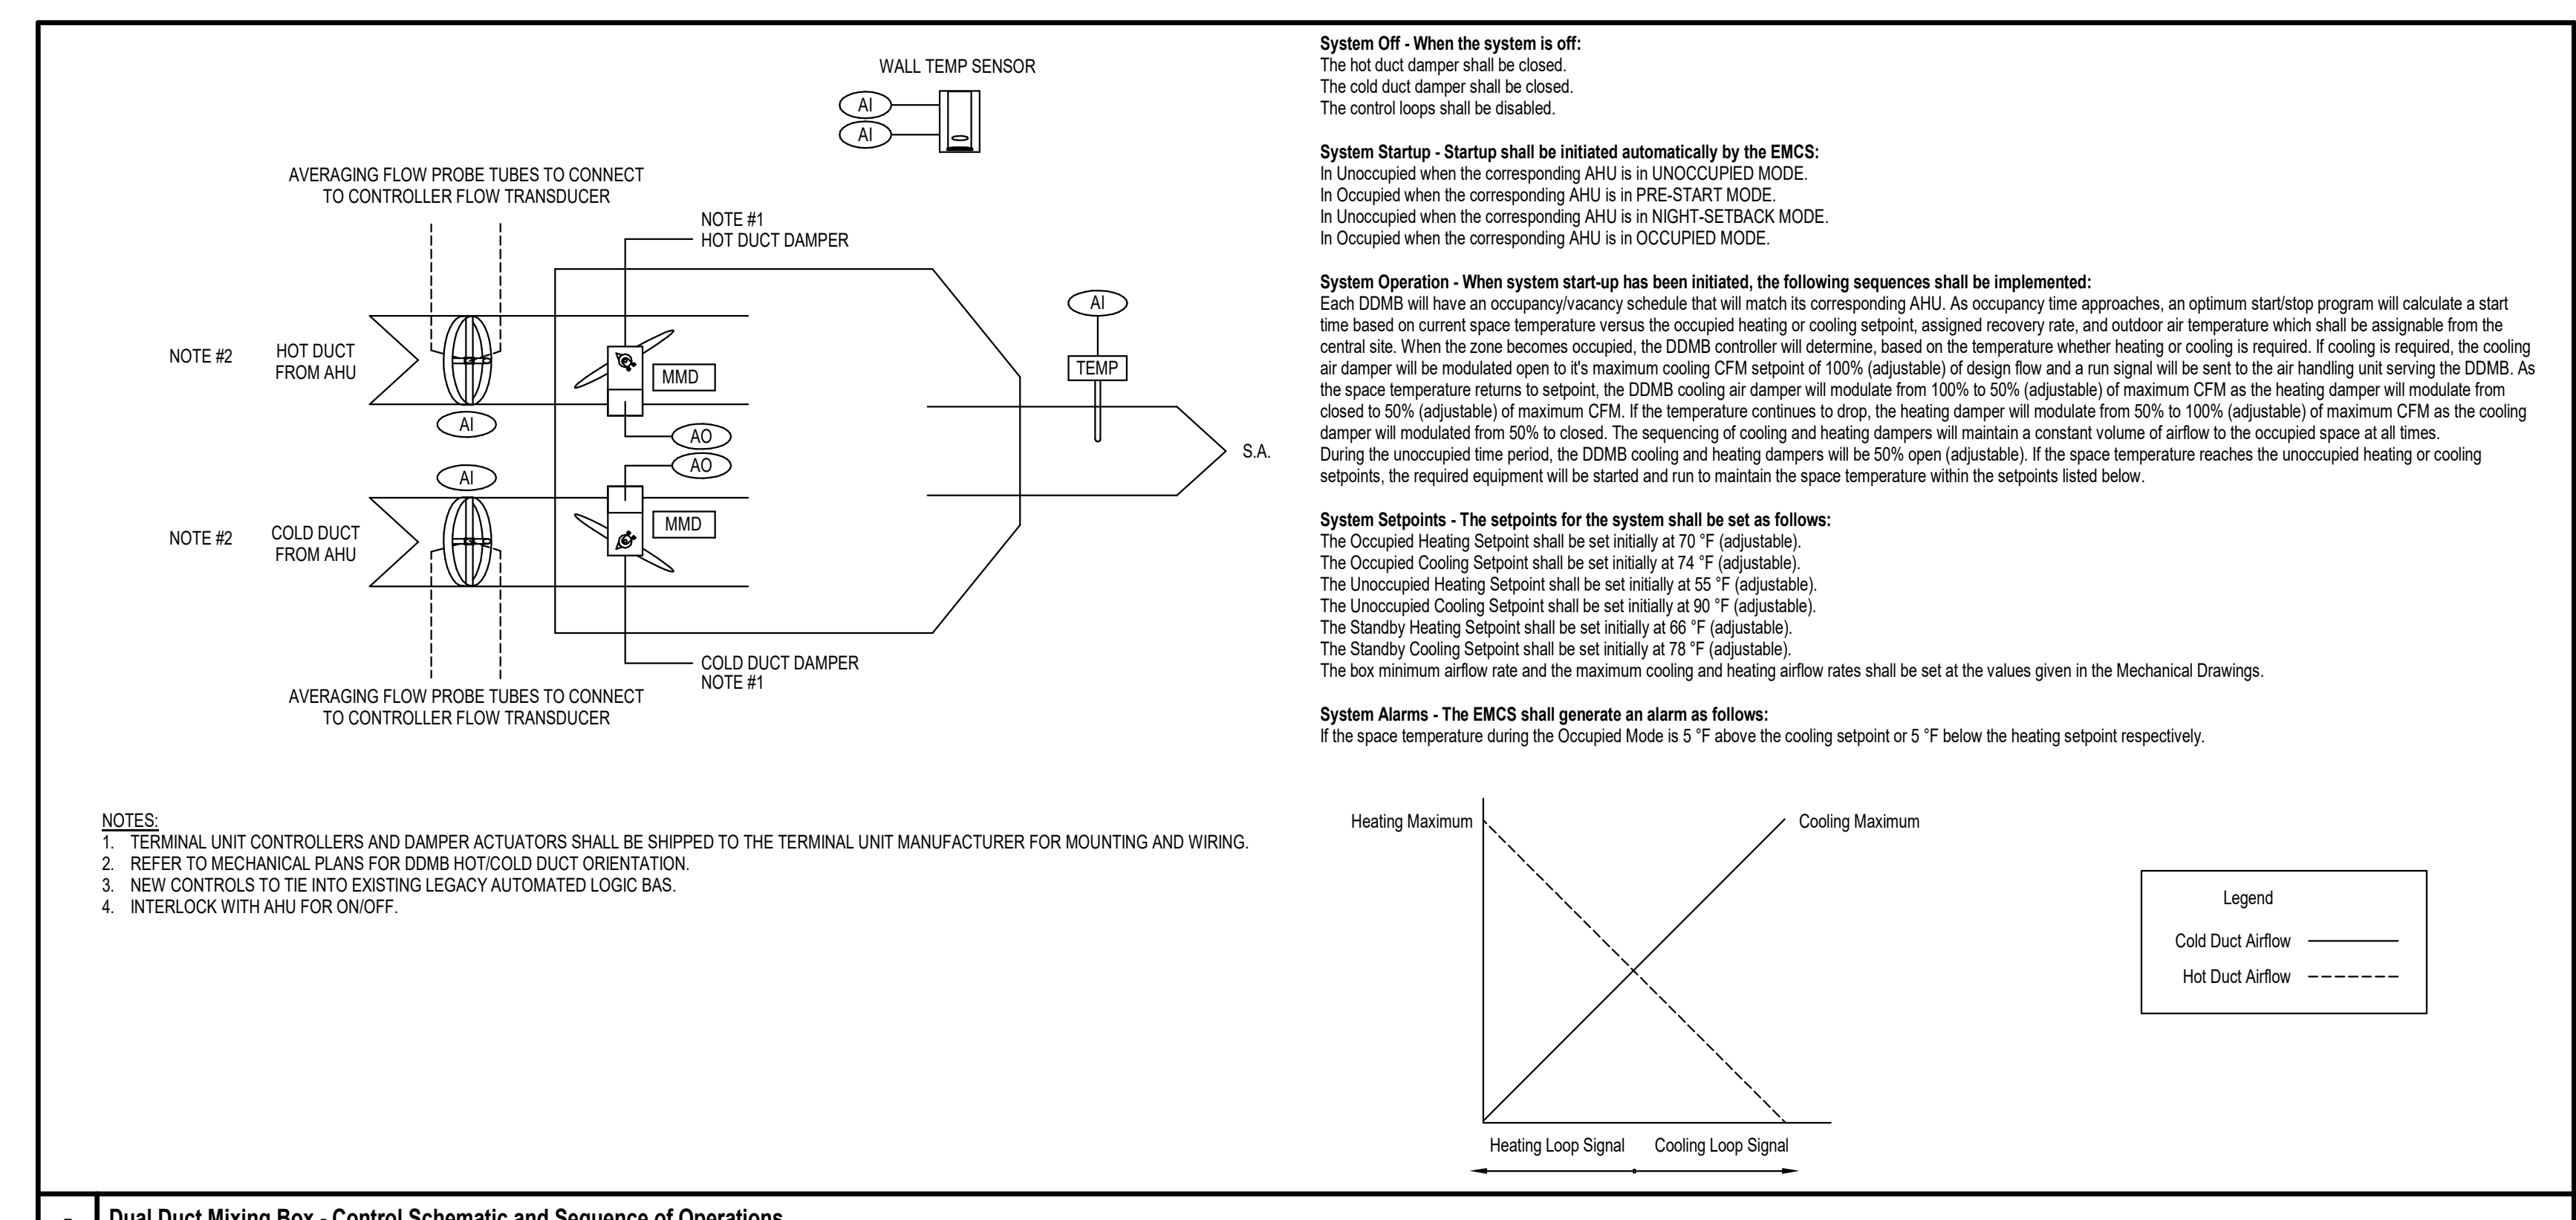 WALL TEMP SENSOR
AI
AI
AVERAGING FLOW PROBE TUBES TO CONNECT
TO CONTROLLER FLOW TRANSDUCER
NOTE #1
HOT DUCT DAMPER
AI
TEMP
NOTE #2
HOT DUCT
FROM AHU
MMD
AI
AO
AO
AI
S.A.
NOTE #2
COLD DUCT
FROM AHU
MMD
COLD DUCT DAMPER
NOTE #1
AVERAGING FLOW PROBE TUBES TO CONNECT
TO CONTROLLER FLOW TRANSDUCER
NOTES:
1. TERMINAL UNIT CONTROLLERS AND DAMPER ACTUATORS SHALL BE SHIPPED TO THE TERMINAL UNIT MANUFACTURER FOR MOUNTING AND WIRING.
2. REFER TO MECHANICAL PLANS FOR DDMB HOT/COLD DUCT ORIENTATION.
3. NEW CONTROLS TO TIE INTO EXISTING LEGACY AUTOMATED LOGIC BAS.
4. INTERLOCK WITH AHU FOR ON/OFF.
System Off - When the system is off:
The hot duct damper shall be closed.
The cold duct damper shall be closed.
The control loops shall be disabled.
System Startup - Startup shall be initiated automatically by the EMCS:
In Unoccupied when the corresponding AHU is in UNOCCUPIED MODE.
In Occupied when the corresponding AHU is in PRE-START MODE.
In Unoccupied when the corresponding AHU is in NIGHT-SETBACK MODE.
In Occupied when the corresponding AHU is in OCCUPIED MODE.
System Operation - When system start-up has been initiated, the following sequences shall be implemented:
Each DDMB will have an occupancy/vacancy schedule that will match its corresponding AHU. As occupancy time approaches, an optimum start/stop program will calculate a start
time based on current space temperature versus the occupied heating or cooling setpoint, assigned recovery rate, and outdoor air temperature which shall be assignable from the
central site. When the zone becomes occupied, the DDMB controller will determine, based on the temperature whether heating or cooling is required. If cooling is required, the cooling
air damper will be modulated open to it's maximum cooling CFM setpoint of 100% (adjustable) of design flow and a run signal will be sent to the air handling unit serving the DDMB. As
the space temperature returns to setpoint, the DDMB cooling air damper will modulate from 100% to 50% (adjustable) of maximum CFM as the heating damper will modulate from
closed to 50% (adjustable) of maximum CFM. If the temperature continues to drop, the heating damper will modulate from 50% to 100% (adjustable) of maximum CFM as the cooling
damper will modulated from 50% to closed. The sequencing of cooling and heating dampers will maintain a constant volume of airflow to the occupied space at all times.
During the unoccupied time period, the DDMB cooling and heating dampers will be 50% open (adjustable). If the space temperature reaches the unoccupied heating or cooling
setpoints, the required equipment will be started and run to maintain the space temperature within the setpoints listed below.
System Setpoints - The setpoints for the system shall be set as follows:
The Occupied Heating Setpoint shall be set initially at 70 °F (adjustable).
The Occupied Cooling Setpoint shall be set initially at 74 °F (adjustable).
The Unoccupied Heating Setpoint shall be set initially at 55 °F (adjustable).
The Unoccupied Cooling Setpoint shall be set initially at 90 °F (adjustable).
The Standby Heating Setpoint shall be set initially at 66 °F (adjustable).
The Standby Cooling Setpoint shall be set initially at 78 °F (adjustable).
The box minimum airflow rate and the maximum cooling and heating airflow rates shall be set at the values given in the Mechanical Drawings.
System Alarms - The EMCS shall generate an alarm as follows:
If the space temperature during the Occupied Mode is 5 °F above the cooling setpoint or 5 °F below the heating setpoint respectively.
Heating Maximum
Cooling Maximum
Heating Loop Signal
Cooling Loop Signal
Legend
Cold Duct Airflow
Hot Duct Airflow
Dual Duct Mixing Box - Control Schematic and Sequence of Operations